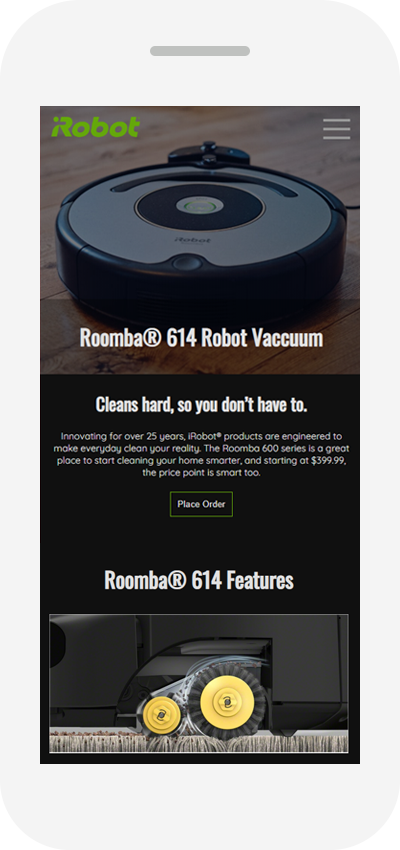 iRobot
iRobot
Roomba® 614 Robot Vaccuum
Cleans hard, so you don't have to.
Innovating for over 25 years, iRobot® products are engineered to
make everyday clean your reality. The Roomba 600 series is a great
place to start cleaning your home smarter, and starting at $399.99,
the price point is smart too.
Place Order
Roomba® 614 Features